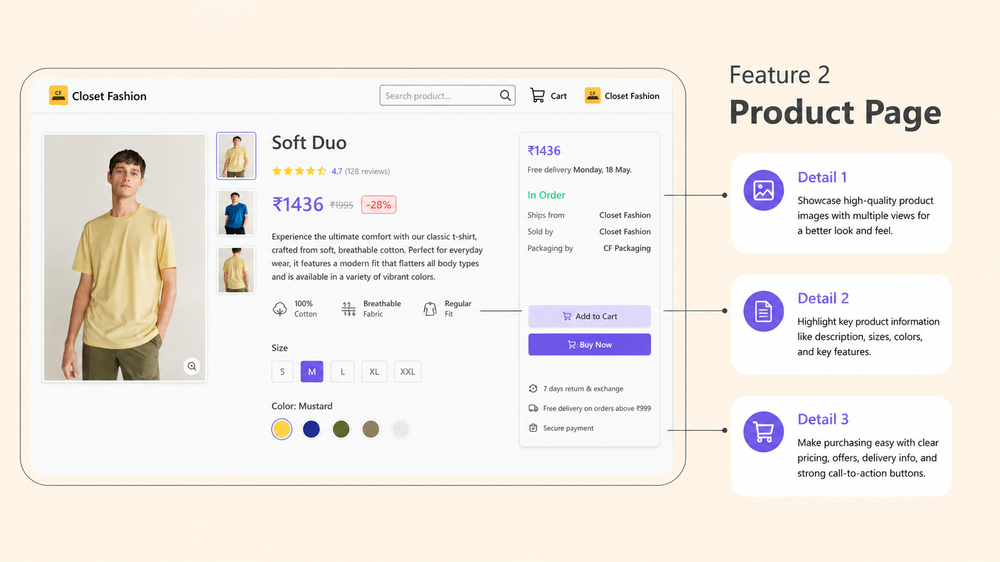 Feature 2
Product Page
CF
Closet Fashion
Search product...
Cart
CF
Closet Fashion
Soft Duo
4.7 (128 reviews)
₹1436 ₹1995 -28%
Experience the ultimate comfort with our classic t-shirt,
crafted from soft, breathable cotton. Perfect for everyday
wear, it features a modern fit that flatters all body types
and is available in a variety of vibrant colors.
100%
Cotton
Breathable
Fabric
Regular
Fit
Size
S M L XL XXL
Color: Mustard
₹1436
Free delivery Monday, 18 May.
In Order
Ships from Closet Fashion
Sold by Closet Fashion
Packaging by CF Packaging
Add to Cart
Buy Now
7 days return & exchange
Free delivery on orders above ₹999
Secure payment
Detail 1
Showcase high-quality product
images with multiple views for
a better look and feel.
Detail 2
Highlight key product information
like description, sizes, colors,
and key features.
Detail 3
Make purchasing easy with clear
pricing, offers, delivery info, and
strong call-to-action buttons.